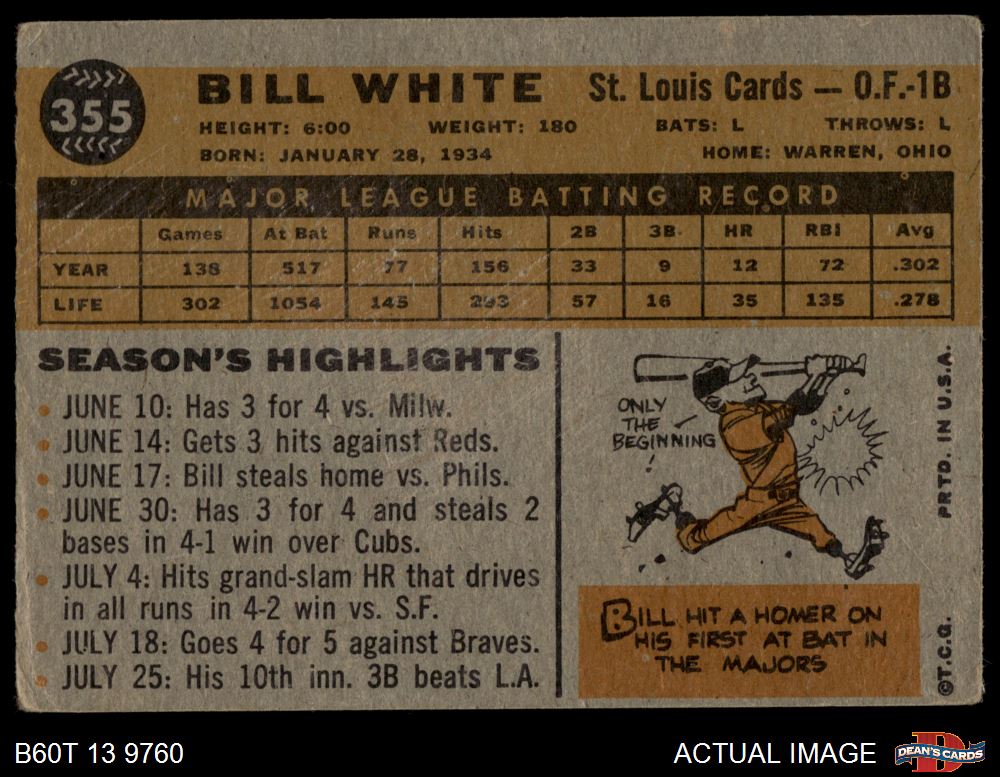 355
BILL WHITE St. Louis Cards — O.F.-1B
HEIGHT: 6:00 WEIGHT: 180 BATS: L THROWS: L
BORN: JANUARY 28, 1934 HOME: WARREN, OHIO
MAJOR LEAGUE BATTING RECORD
Games At Bat Runs Hits 2B 3B HR RBI Avg
YEAR 138 517 77 156 33 9 12 72 .302
LIFE 302 1054 145 293 57 16 35 135 .278
SEASON'S HIGHLIGHTS
JUNE 10: Has 3 for 4 vs. Milw.
JUNE 14: Gets 3 hits against Reds.
JUNE 17: Bill steals home vs. Phils.
JUNE 30: Has 3 for 4 and steals 2
bases in 4-1 win over Cubs.
JULY 4: Hits grand-slam HR that drives
in all runs in 4-2 win vs. S.F.
JULY 18: Goes 4 for 5 against Braves.
JULY 25: His 10th inn. 3B beats L.A.
ONLY
THE
BEGINNING
!
BILL HIT A HOMER ON
HIS FIRST AT BAT IN
THE MAJORS
PRTD. IN U.S.A.
©T.C.G.
B60T 13 9760
ACTUAL IMAGE
D
DEAN'S CARDS